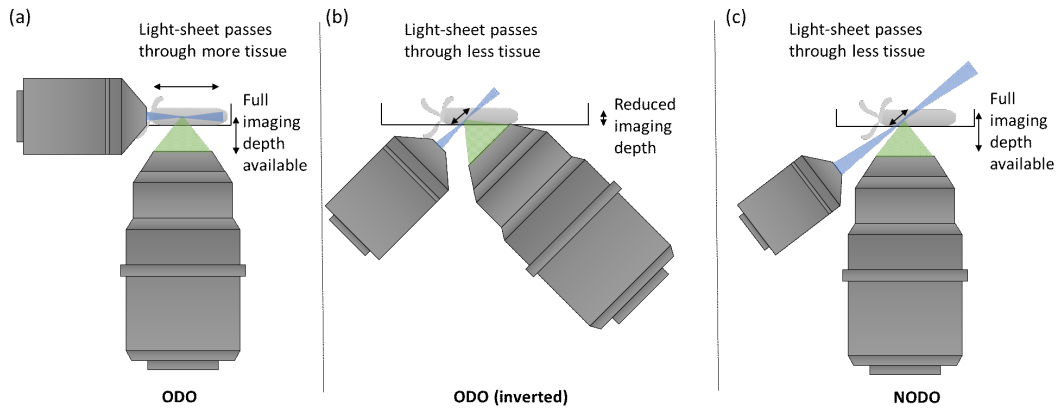 (a)
Light-sheet passes
through more tissue
Full
imaging
depth
available
ODO
(b)
Light-sheet passes
through less tissue
Reduced
imaging
depth
ODO (inverted)
(c)
Light-sheet passes
through less tissue
Full
imaging
depth
available
NODO